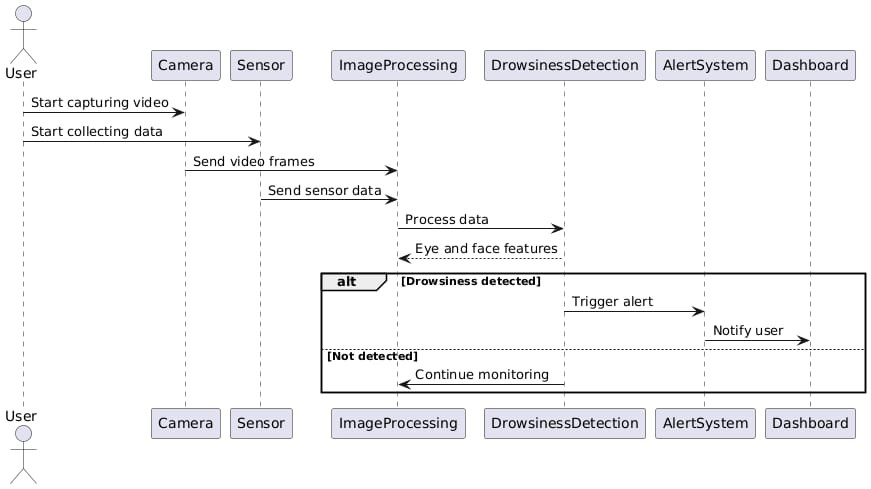 User
Camera
Sensor
ImageProcessing
DrowsinessDetection
AlertSystem
Dashboard
Start capturing video
Start collecting data
Send video frames
Send sensor data
Process data
Eye and face features
alt
[Drowsiness detected]
Trigger alert
Notify user
[Not detected]
Continue monitoring
User
Camera
Sensor
ImageProcessing
DrowsinessDetection
AlertSystem
Dashboard